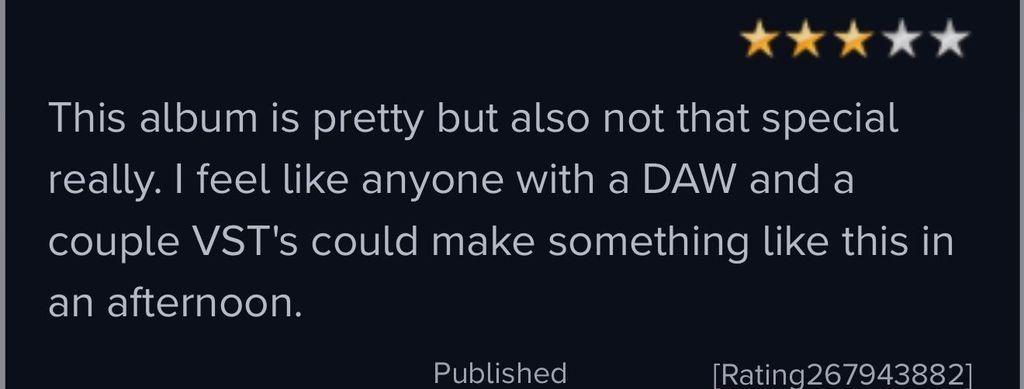 This album is pretty but also not that special
really. I feel like anyone with a DAW and a
couple VST's could make something like this in
an afternoon.
Published [Rating267943882]